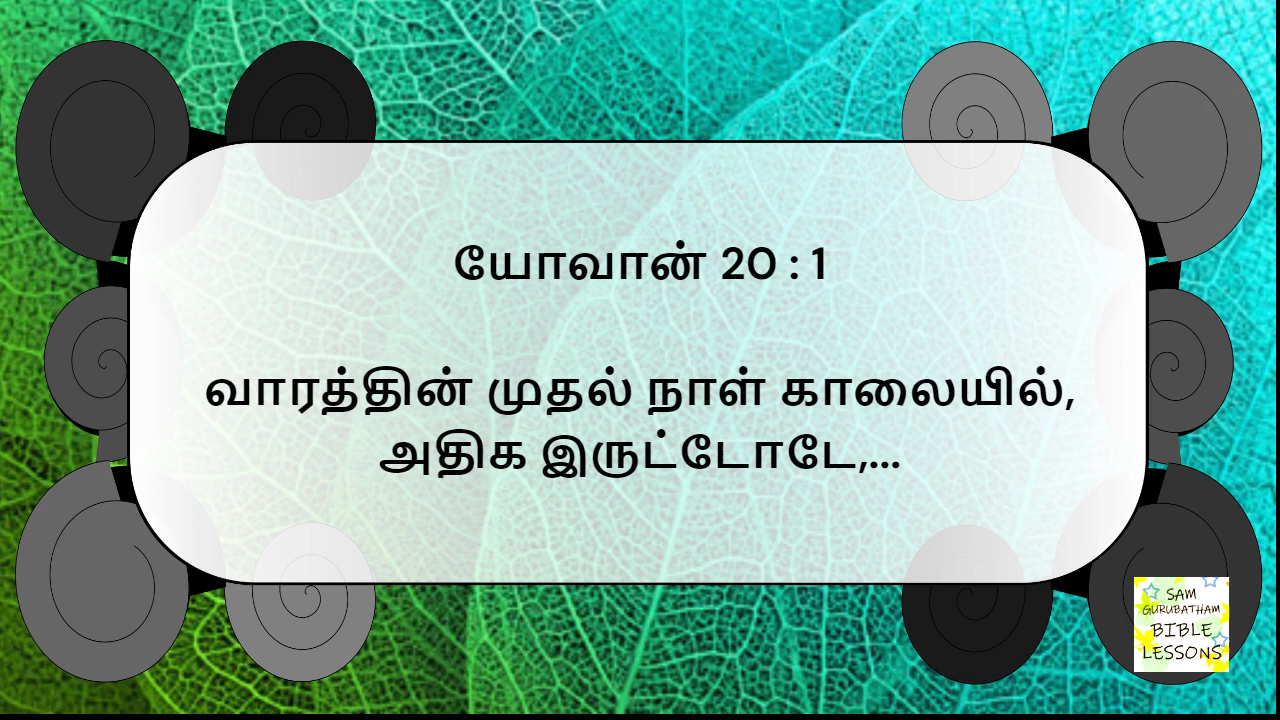 யோவான் 20 : 1
வாரத்தின் முதல் நாள் காலையில்,
அதிக இருட்டோடே,...
SAM
GURUBATHAM
BIBLE
LESSONS